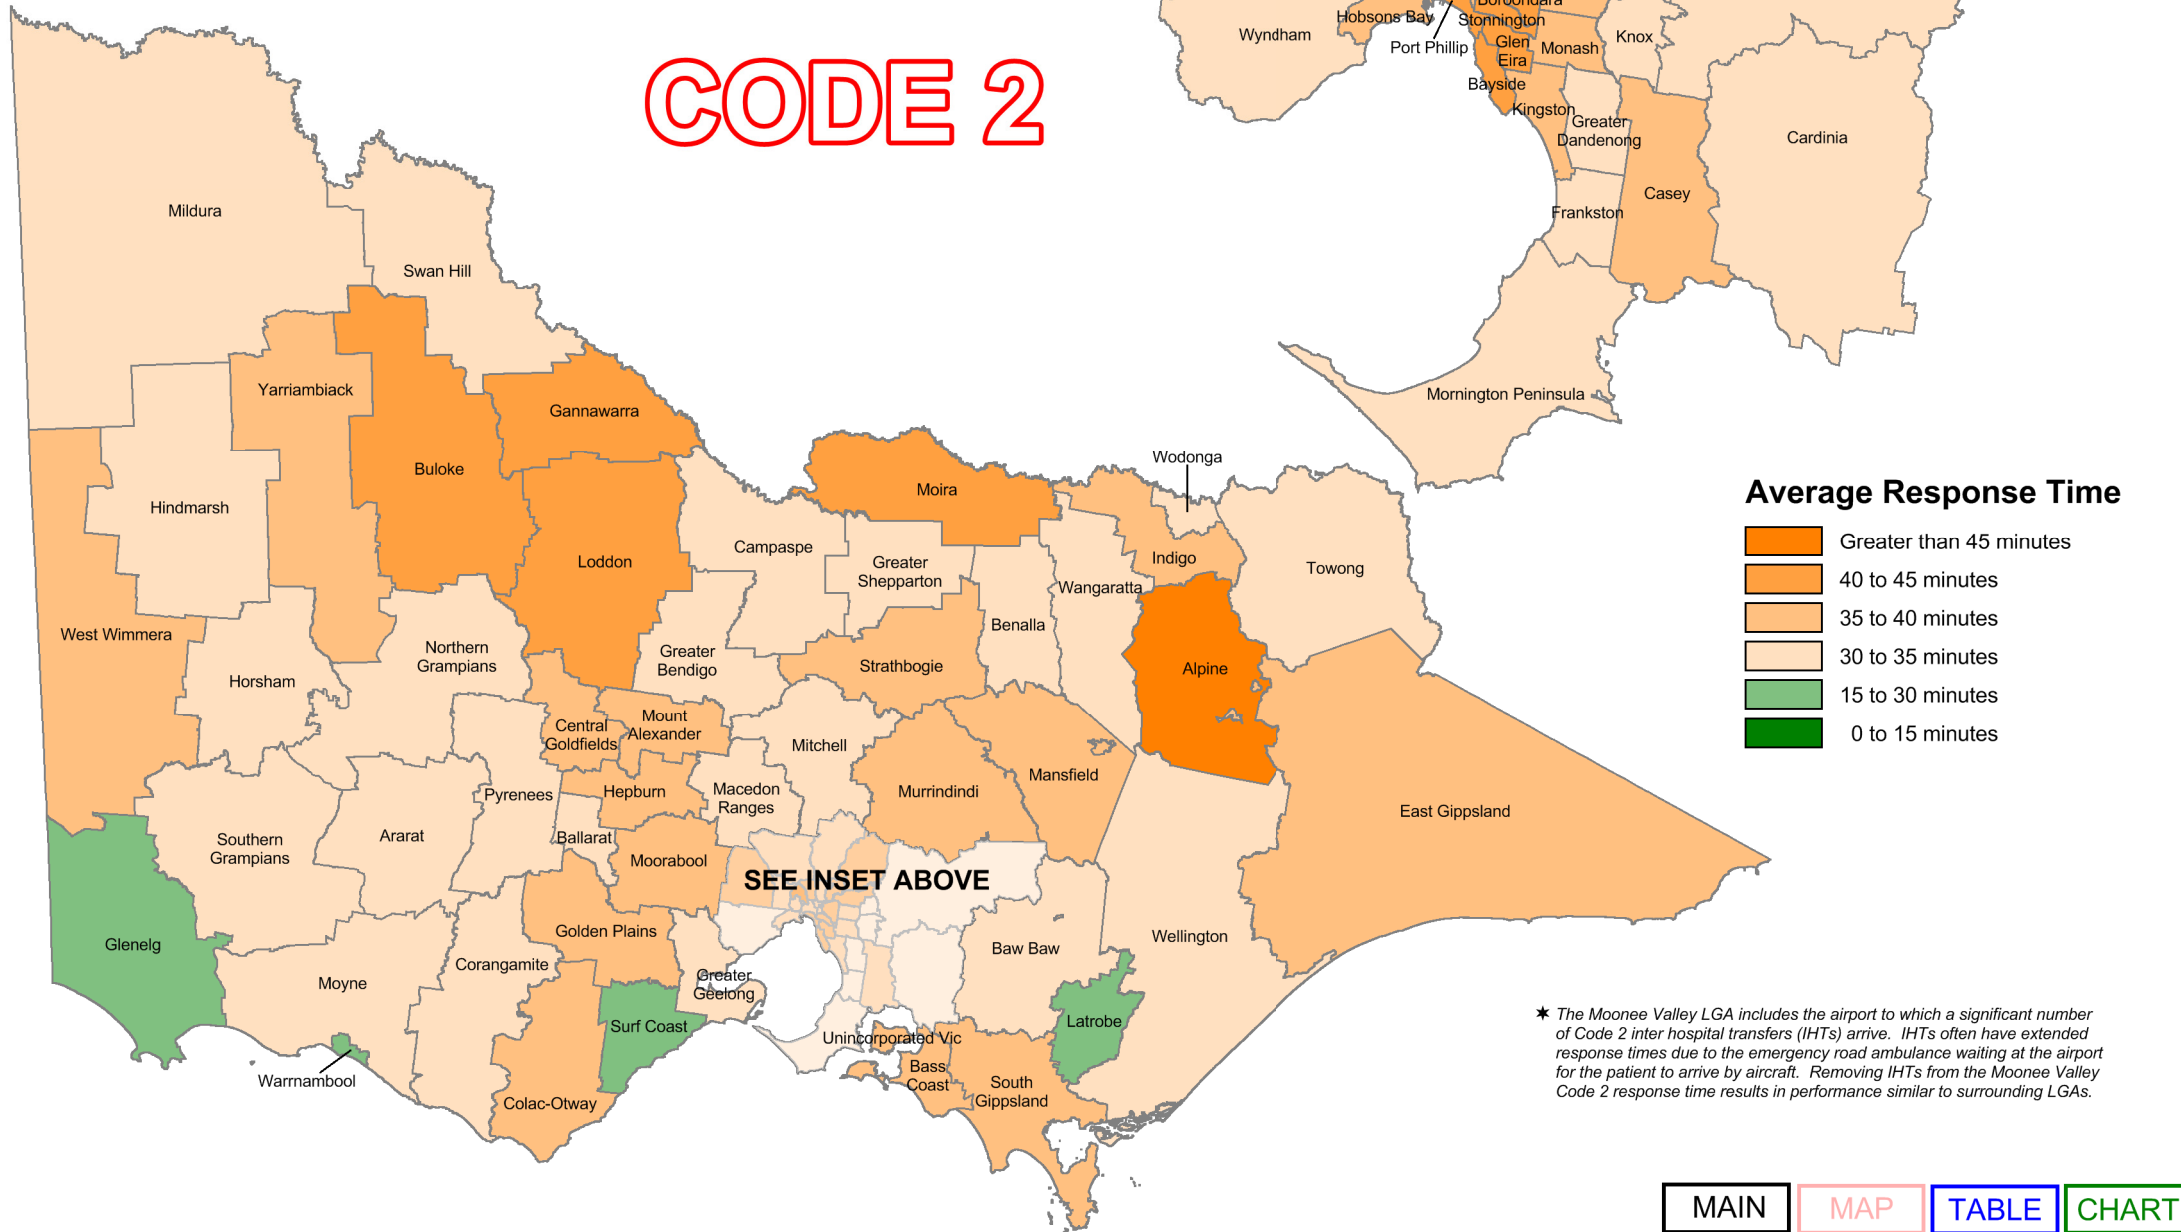 Boroondara
Hobsons Bay
Stonnington
Wyndham
Port Phillip
Glen
Eira
Monash
Knox
Bayside
Kingston
Greater
Dandenong
Cardinia
Casey
Frankston
Mornington Peninsula
CODE 2
Mildura
Swan Hill
Yarriambiack
Gannawarra
Buloke
Hindmarsh
Moira
Wodonga
Loddon
Campaspe
Greater
Shepparton
Indigo
Towong
Wangaratta
West Wimmera
Benalla
Northern
Grampians
Greater
Bendigo
Strathbogie
Alpine
Horsham
Central
Goldfields
Mount
Alexander
Mitchell
Mansfield
Pyrenees
Hepburn
Macedon
Ranges
Murrindindi
East Gippsland
Southern
Grampians
Ararat
Ballarat
Moorabool
SEE INSET ABOVE
Glenelg
Golden Plains
Wellington
Baw Baw
Corangamite
Moyne
Greater
Geelong
Surf Coast
Latrobe
Unincorporated Vic
Warrnambool
Bass
Coast
South
Gippsland
Colac-Otway
Average Response Time
Greater than 45 minutes
40 to 45 minutes
35 to 40 minutes
30 to 35 minutes
15 to 30 minutes
0 to 15 minutes
✶ The Moonee Valley LGA includes the airport to which a significant number
of Code 2 inter hospital transfers (IHTs) arrive. IHTs often have extended
response times due to the emergency road ambulance waiting at the airport
for the patient to arrive by aircraft. Removing IHTs from the Moonee Valley
Code 2 response time results in performance similar to surrounding LGAs.
MAIN
MAP
TABLE
CHART